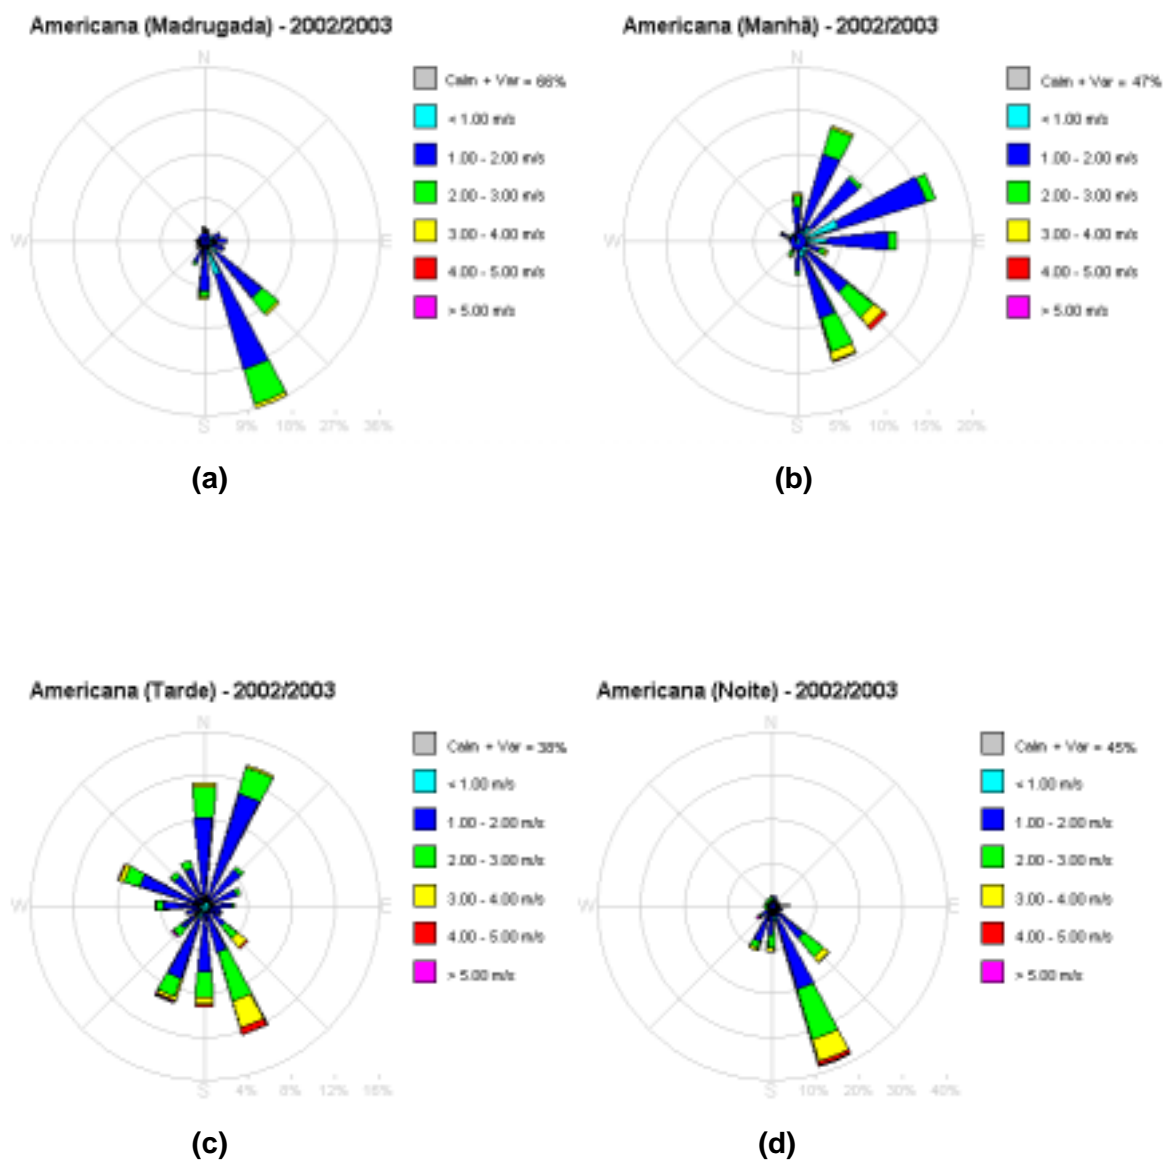 Americana (Madrugada) - 2002/2003
N
W
E
S
9% 18% 27% 36%
Calm + Var = 66%
< 1.00 m/s
1.00 - 2.00 m/s
2.00 - 3.00 m/s
3.00 - 4.00 m/s
4.00 - 5.00 m/s
> 5.00 m/s
(a)
Americana (Manhã) - 2002/2003
N
W
E
S
5% 10% 15% 20%
Calm + Var = 47%
< 1.00 m/s
1.00 - 2.00 m/s
2.00 - 3.00 m/s
3.00 - 4.00 m/s
4.00 - 5.00 m/s
> 5.00 m/s
(b)
Americana (Tarde) - 2002/2003
N
W
E
S
4% 8% 12% 16%
Calm + Var = 38%
< 1.00 m/s
1.00 - 2.00 m/s
2.00 - 3.00 m/s
3.00 - 4.00 m/s
4.00 - 5.00 m/s
> 5.00 m/s
(c)
Americana (Noite) - 2002/2003
N
W
E
S
10% 20% 30% 40%
Calm + Var = 45%
< 1.00 m/s
1.00 - 2.00 m/s
2.00 - 3.00 m/s
3.00 - 4.00 m/s
4.00 - 5.00 m/s
> 5.00 m/s
(d)